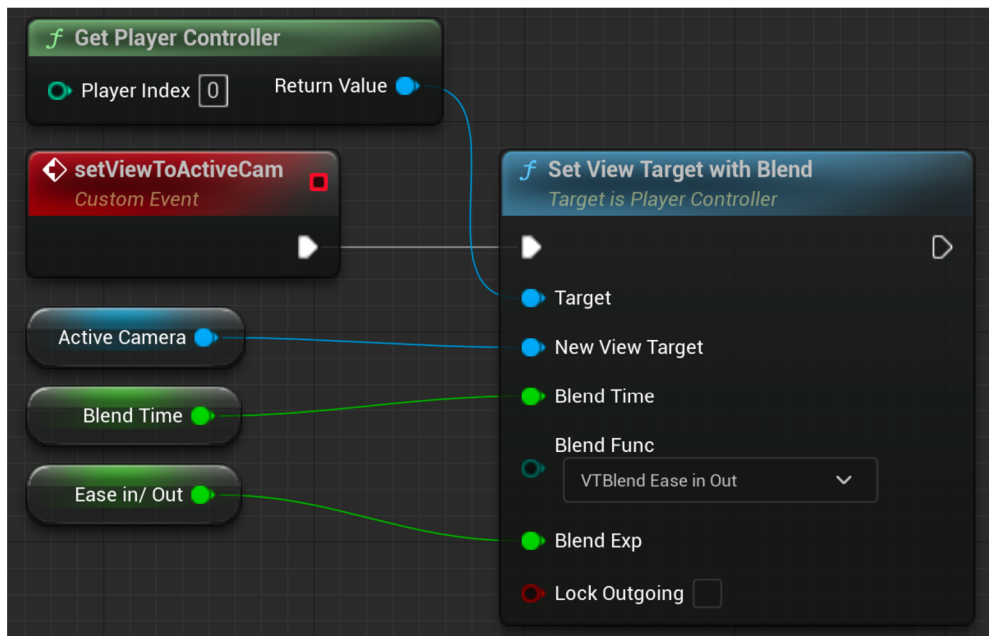 f Get Player Controller
Player Index 0 Return Value
setViewToActiveCam
Custom Event
f Set View Target with Blend
Target is Player Controller
Target
Active Camera
New View Target
Blend Time
Blend Time
Blend Func
VTBlend Ease in Out
Ease in/ Out
Blend Exp
Lock Outgoing